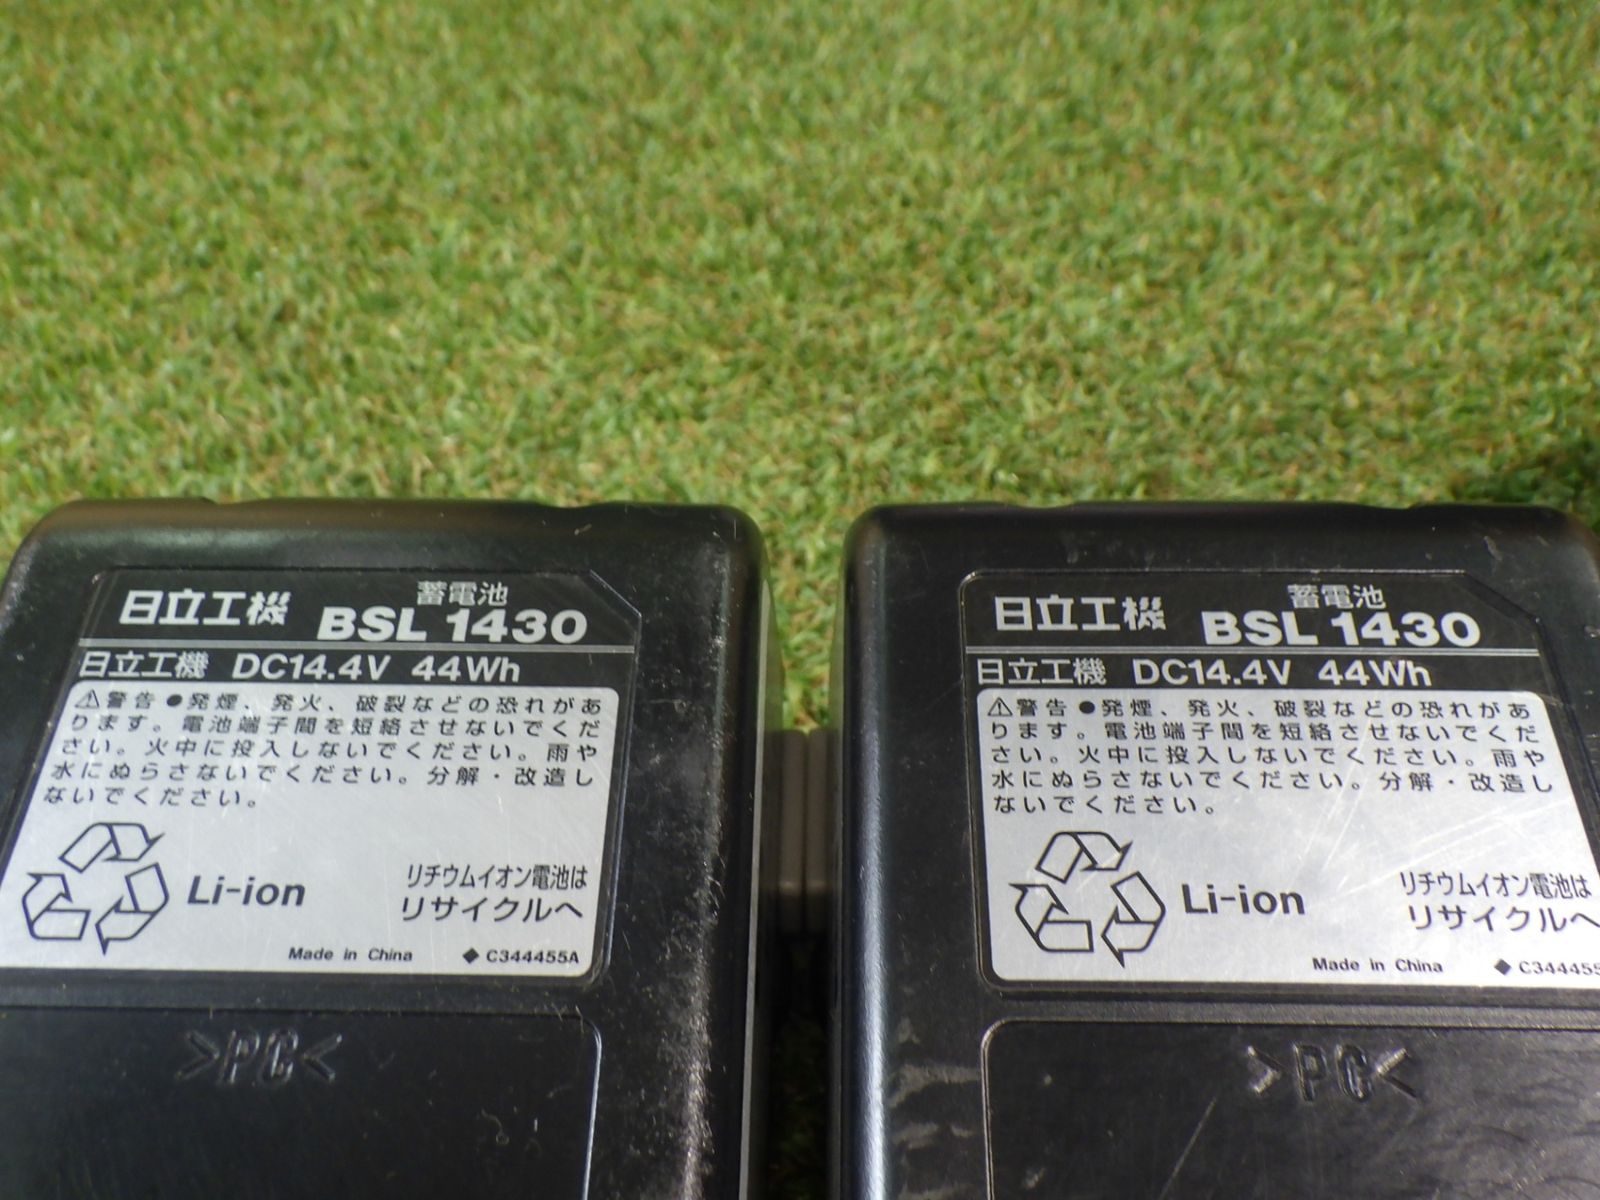 日立工機
蓄電池
BSL 1430
日立工機 DC14.4V 44Wh
⚠警告 ●発煙、発火、破裂などの恐れがあ
ります。電池端子間を短絡させないでくだ
さい。火中に投入しないでください。雨や
水にぬらさないでください。分解・改造し
ないでください。
Li-ion
リチウムイオン電池は
リサイクルへ
Made in China ◆C344455A
>PC<
日立工機
蓄電池
BSL 1430
日立工機 DC14.4V 44Wh
⚠警告 ●発煙、発火、破裂などの恐れがあ
ります。電池端子間を短絡させないでくだ
さい。火中に投入しないでください。雨や
水にぬらさないでください。分解・改造し
ないでください。
Li-ion
リチウムイオン電池は
リサイクルへ
Made in China ◆C344455
>PC<